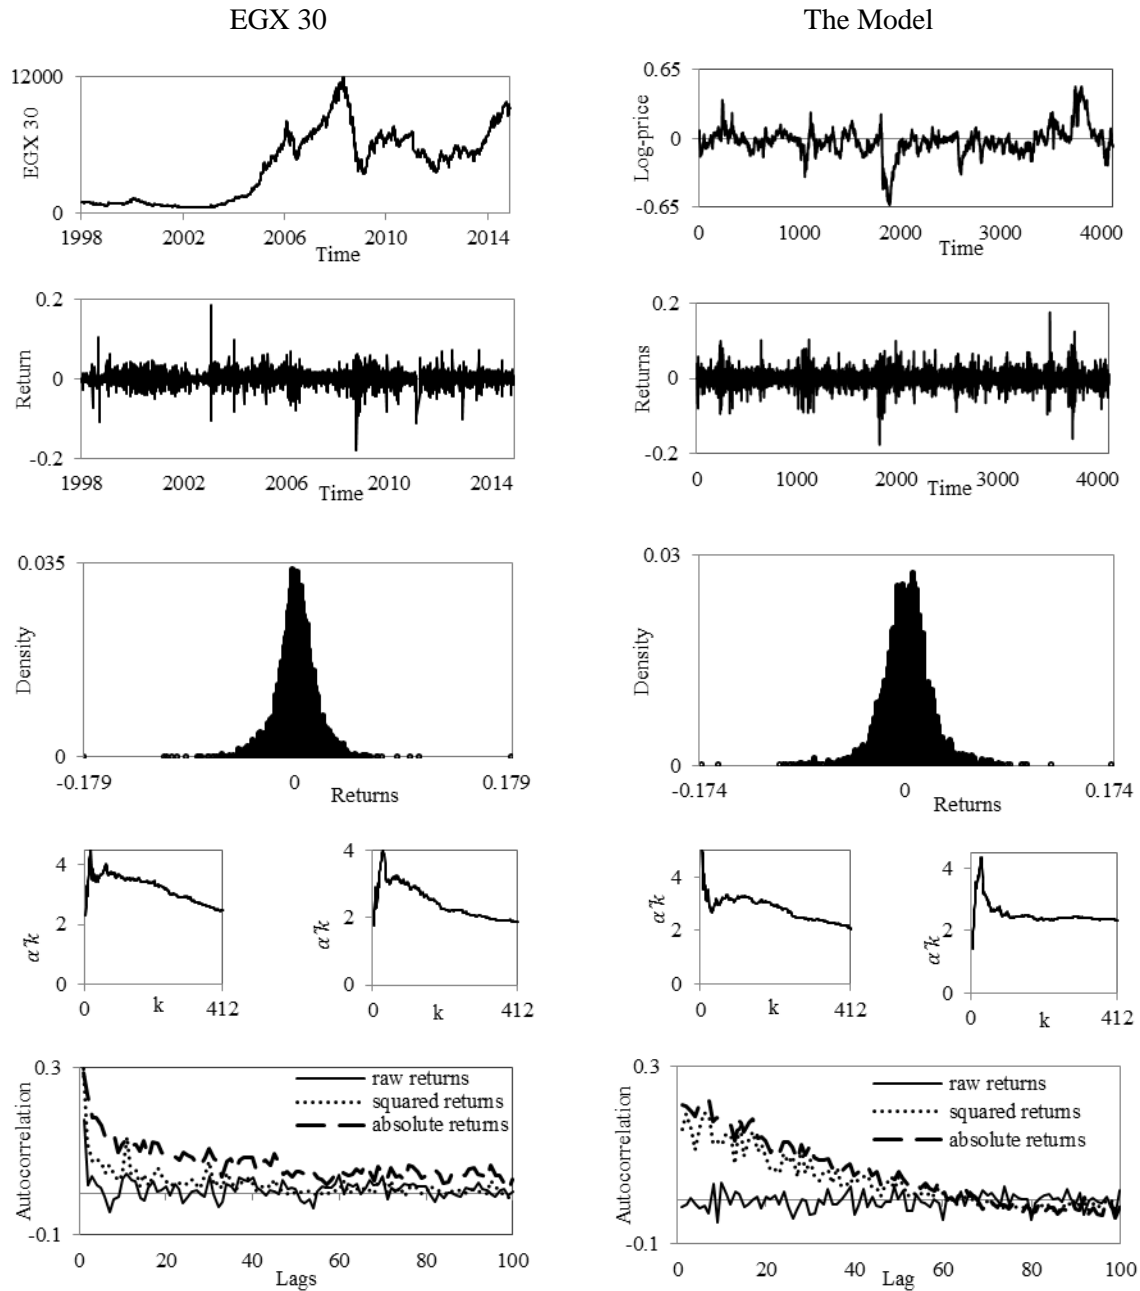 EGX 30
The Model
12000
EGX 30
0
1998 2002 2006 2010 2014
Time
0.65
Log-price
0
-0.65
0 1000 2000 3000 4000
Time
0.2
Return
0
-0.2
1998 2002 2006 2010 2014
Time
0.2
Returns
0
-0.2
0 1000 2000 3000 4000
Time
0.035
Density
0
-0.179 0 0.179
Returns
0.03
Density
0
-0.174 0 0.174
Returns
4
2
0
α^k
0 k 412
4
2
0
α^k
0 k 412
4
2
0
α^k
0 k 412
4
2
0
α^k
0 k 412
0.3
Autocorrelation
-0.1
raw returns
squared returns
absolute returns
0 20 40 60 80 100
Lags
0.3
Autocorrelation
-0.1
raw returns
squared returns
absolute returns
0 20 40 60 80 100
Lag